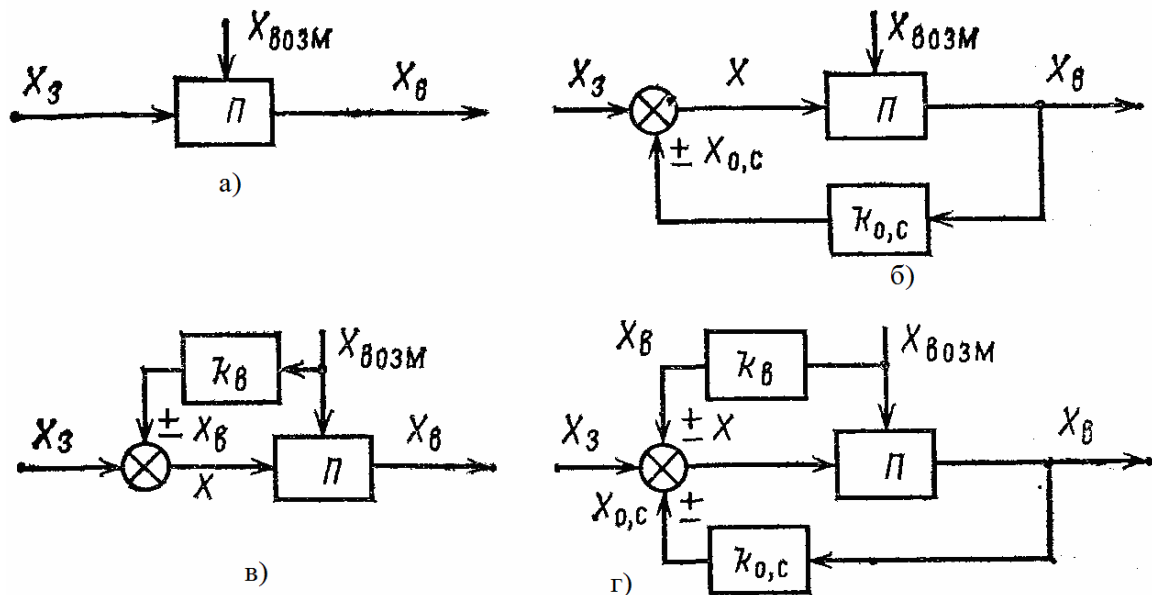 Xвозм
Xз
П
Xв
а)
Xвозм
Xз
X
П
Xв
± Xо,с
Kо,с
б)
Kв
Xвозм
± Xв
Xз
X
П
Xв
в)
Xв
Kв
Xвозм
± X
Xз
П
Xв
Xо,с ±
Kо,с
г)